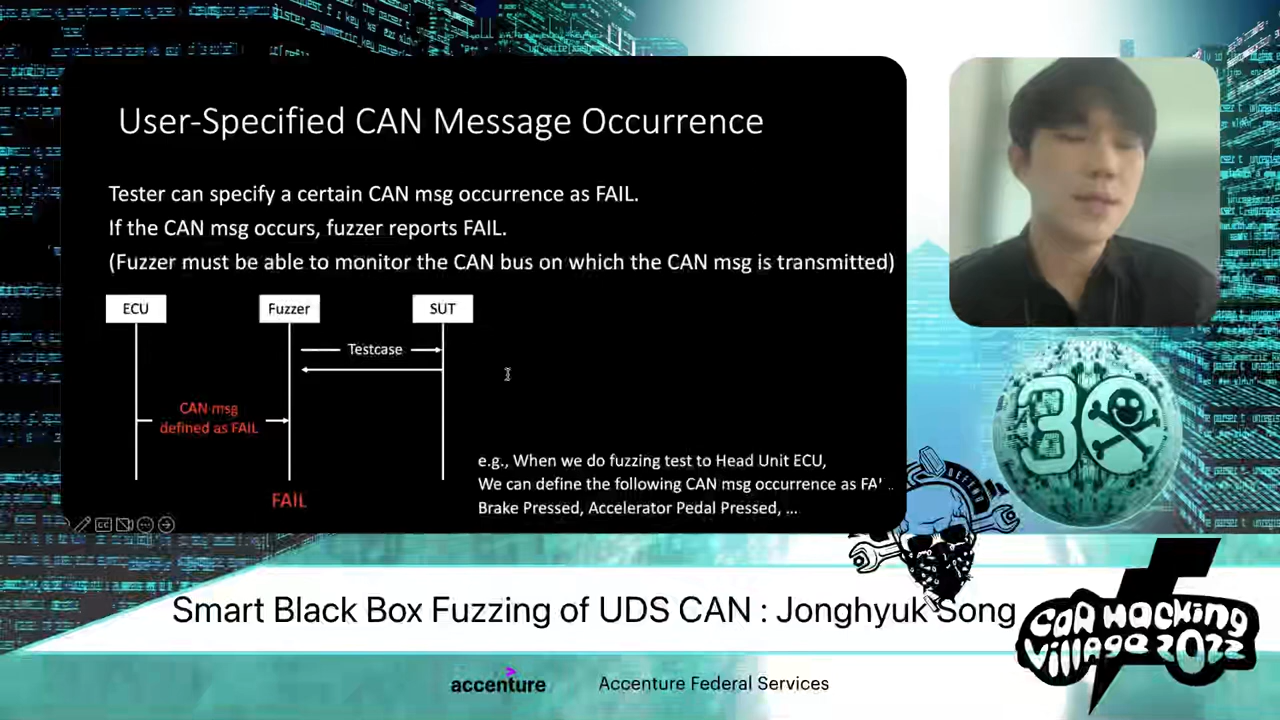 User-Specified CAN Message Occurrence
Tester can specify a certain CAN msg occurrence as FAIL.
If the CAN msg occurs, fuzzer reports FAIL.
(Fuzzer must be able to monitor the CAN bus on which the CAN msg is transmitted)
ECU
Fuzzer
SUT
Testcase
CAN msg
defined as FAIL
FAIL
e.g., When we do fuzzing test to Head Unit ECU,
We can define the following CAN msg occurrence as
Brake Pressed, Accelerator Pedal Pressed, ...
DEFEND
30
Smart Black Box Fuzzing of UDS CAN : Jonghyuk Song
CAR HACKING
VILLAGE 2022
accenture
Accenture Federal Services